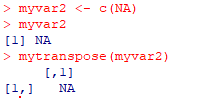 > myvar2 <- c(NA)
> myvar2
[1] NA
> mytranspose(myvar2)
     [,1]
[1,]   NA